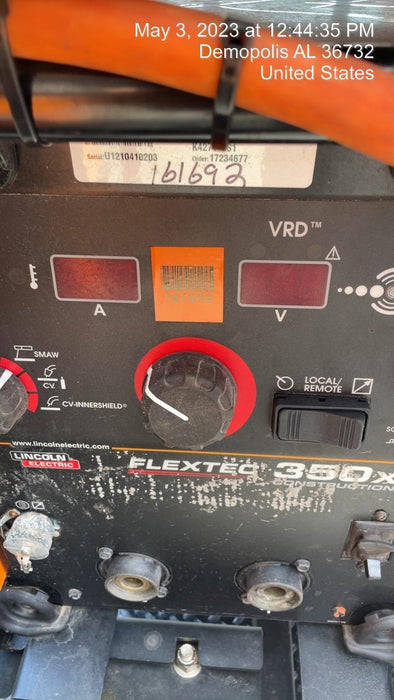 May 3, 2023 at 12:44:35 PM
Demopolis AL 36732
United States
Serial: U1210410203
Order: 17234677
161692
VRD™
A
V
SMAW
CV
CV-INNERSHIELD®
LOCAL/
REMOTE
www.lincolnelectric.com
LINCOLN
ELECTRIC
FLEXTEC 350X
CONSTRUCTION